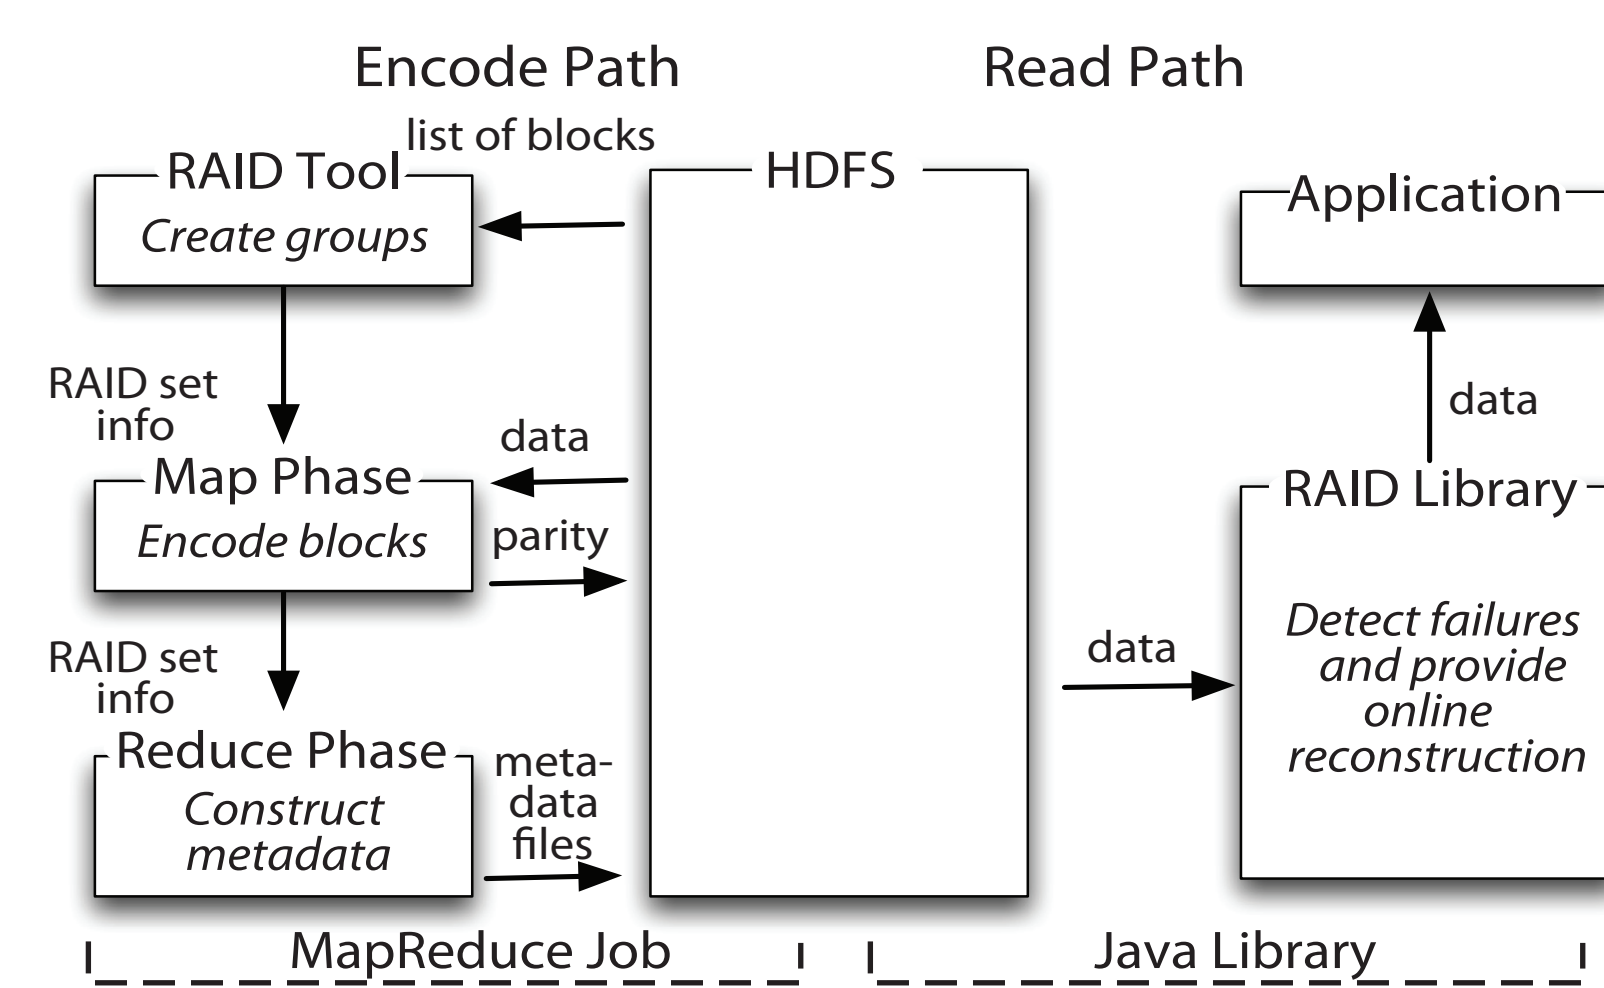 Encode Path
Read Path
list of blocks
RAID Tool
Create groups
HDFS
Application
RAID set
info
data
data
Map Phase
Encode blocks
parity
RAID Library
Detect failures
and provide
online
reconstruction
data
RAID set
info
Reduce Phase
Construct
metadata
meta-
data
files
MapReduce Job
Java Library